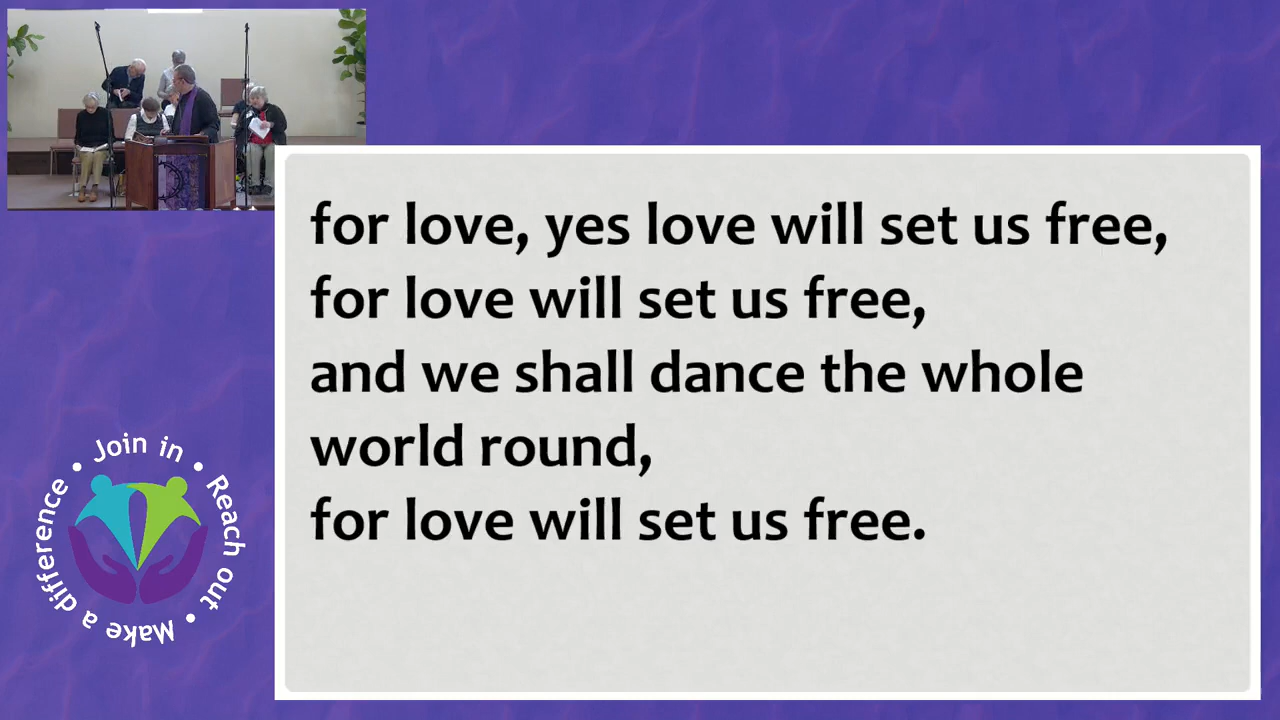 for love, yes love will set us free,
for love will set us free,
and we shall dance the whole
world round,
for love will set us free.
Join in • Reach out • Make a difference •